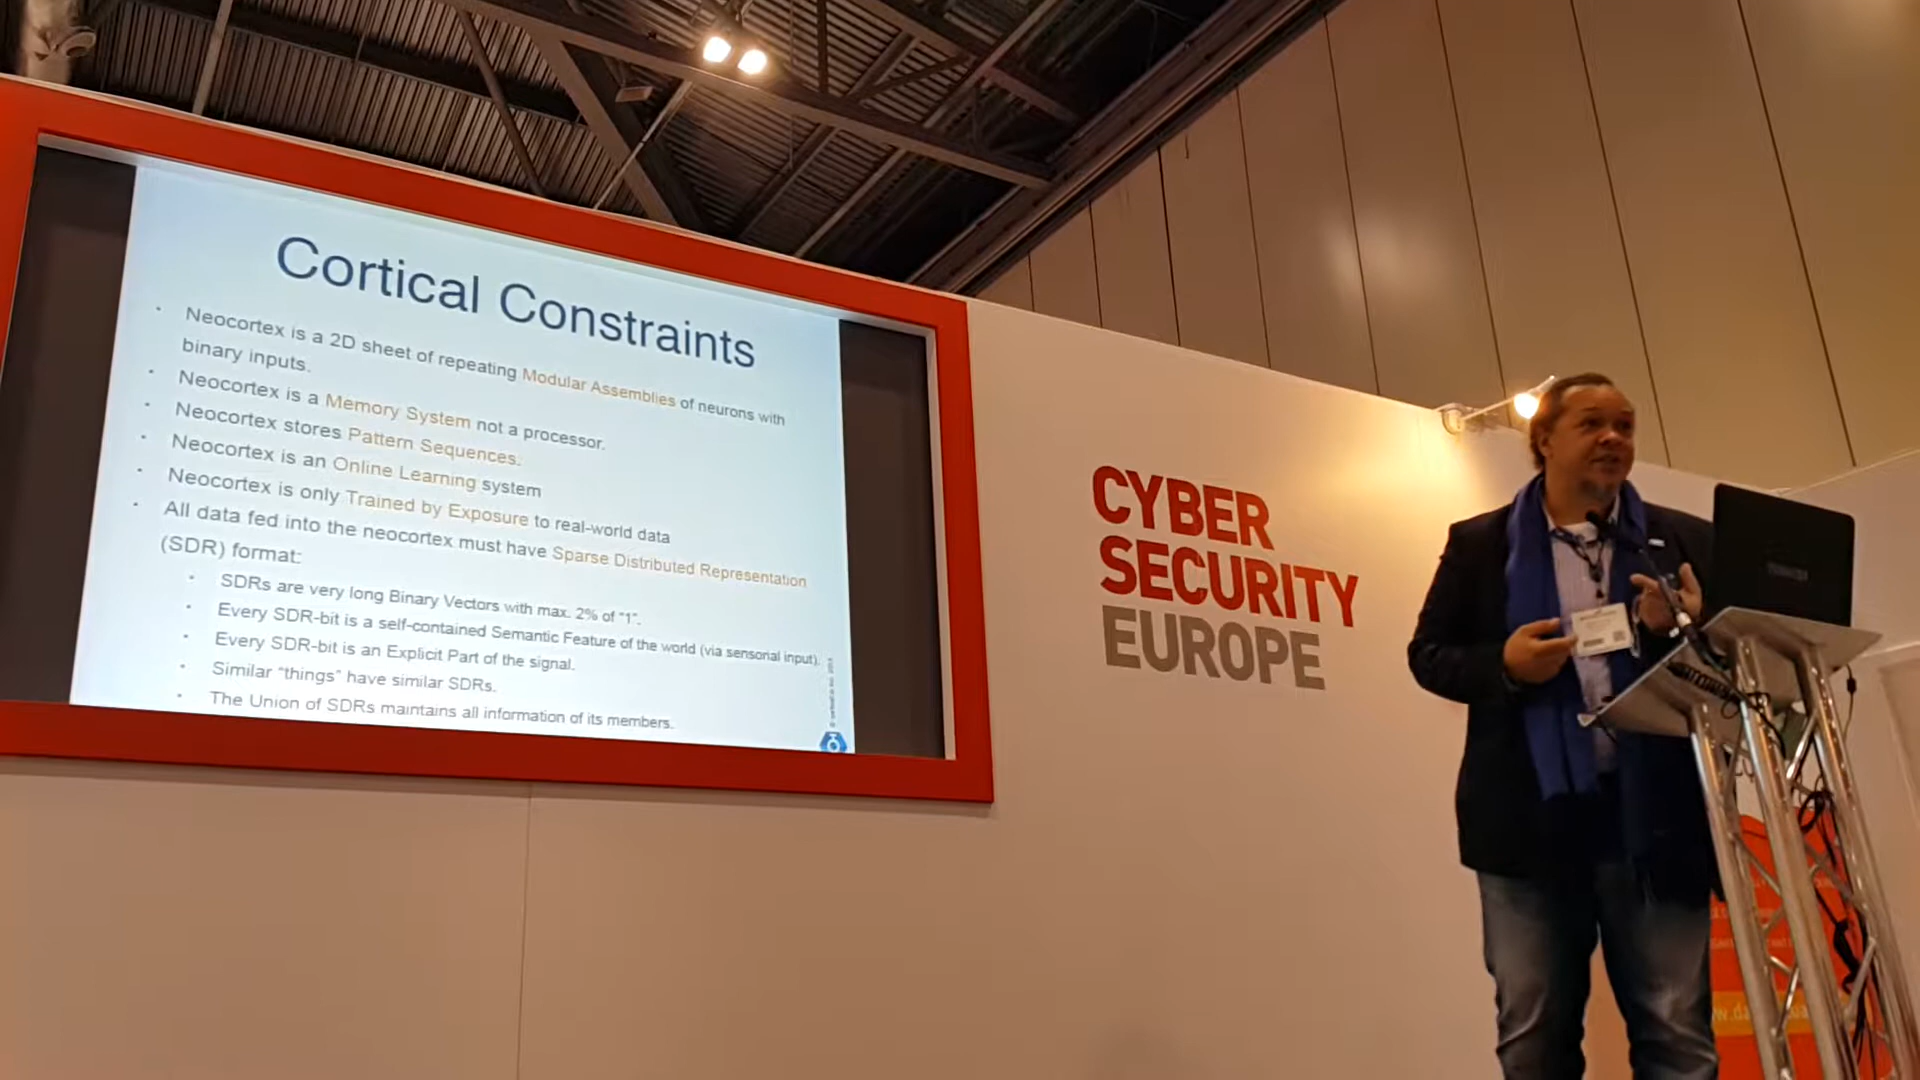 Cortical Constraints
• Neocortex is a 2D sheet of repeating Modular Assemblies of neurons with
binary inputs.
• Neocortex is a Memory System not a processor.
• Neocortex stores Pattern Sequences.
• Neocortex is an Online Learning system
• Neocortex is only Trained by Exposure to real-world data
• All data fed into the neocortex must have Sparse Distributed Representation
(SDR) format:
• SDRs are very long Binary Vectors with max. 2% of “1”.
• Every SDR-bit is a self-contained Semantic Feature of the world (via sensorial input).
• Every SDR-bit is an Explicit Part of the signal.
• Similar “things” have similar SDRs.
• The Union of SDRs maintains all information of its members.
CYBER
SECURITY
EUROPE
TOSHIBA